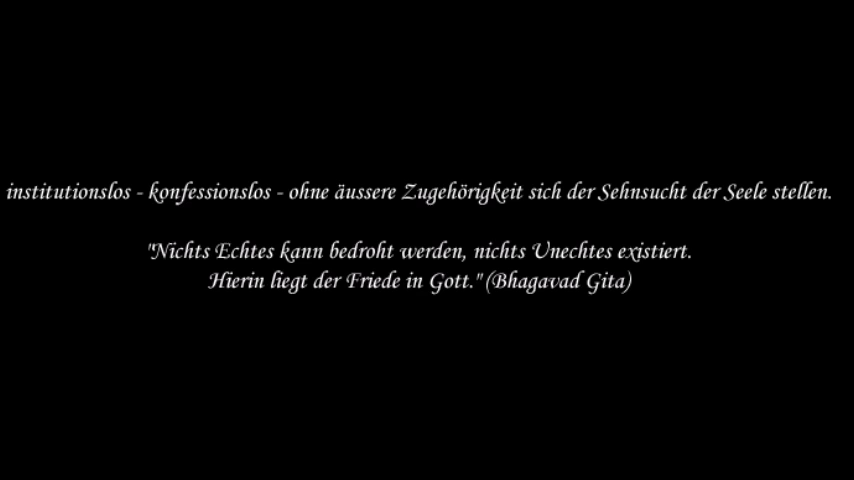 institutionslos - konfessionslos - ohne äussere Zugehörigkeit sich der Sehnsucht der Seele stellen.
"Nichts Echtes kann bedroht werden, nichts Unechtes existiert.
Hierin liegt der Friede in Gott." (Bhagavad Gita)